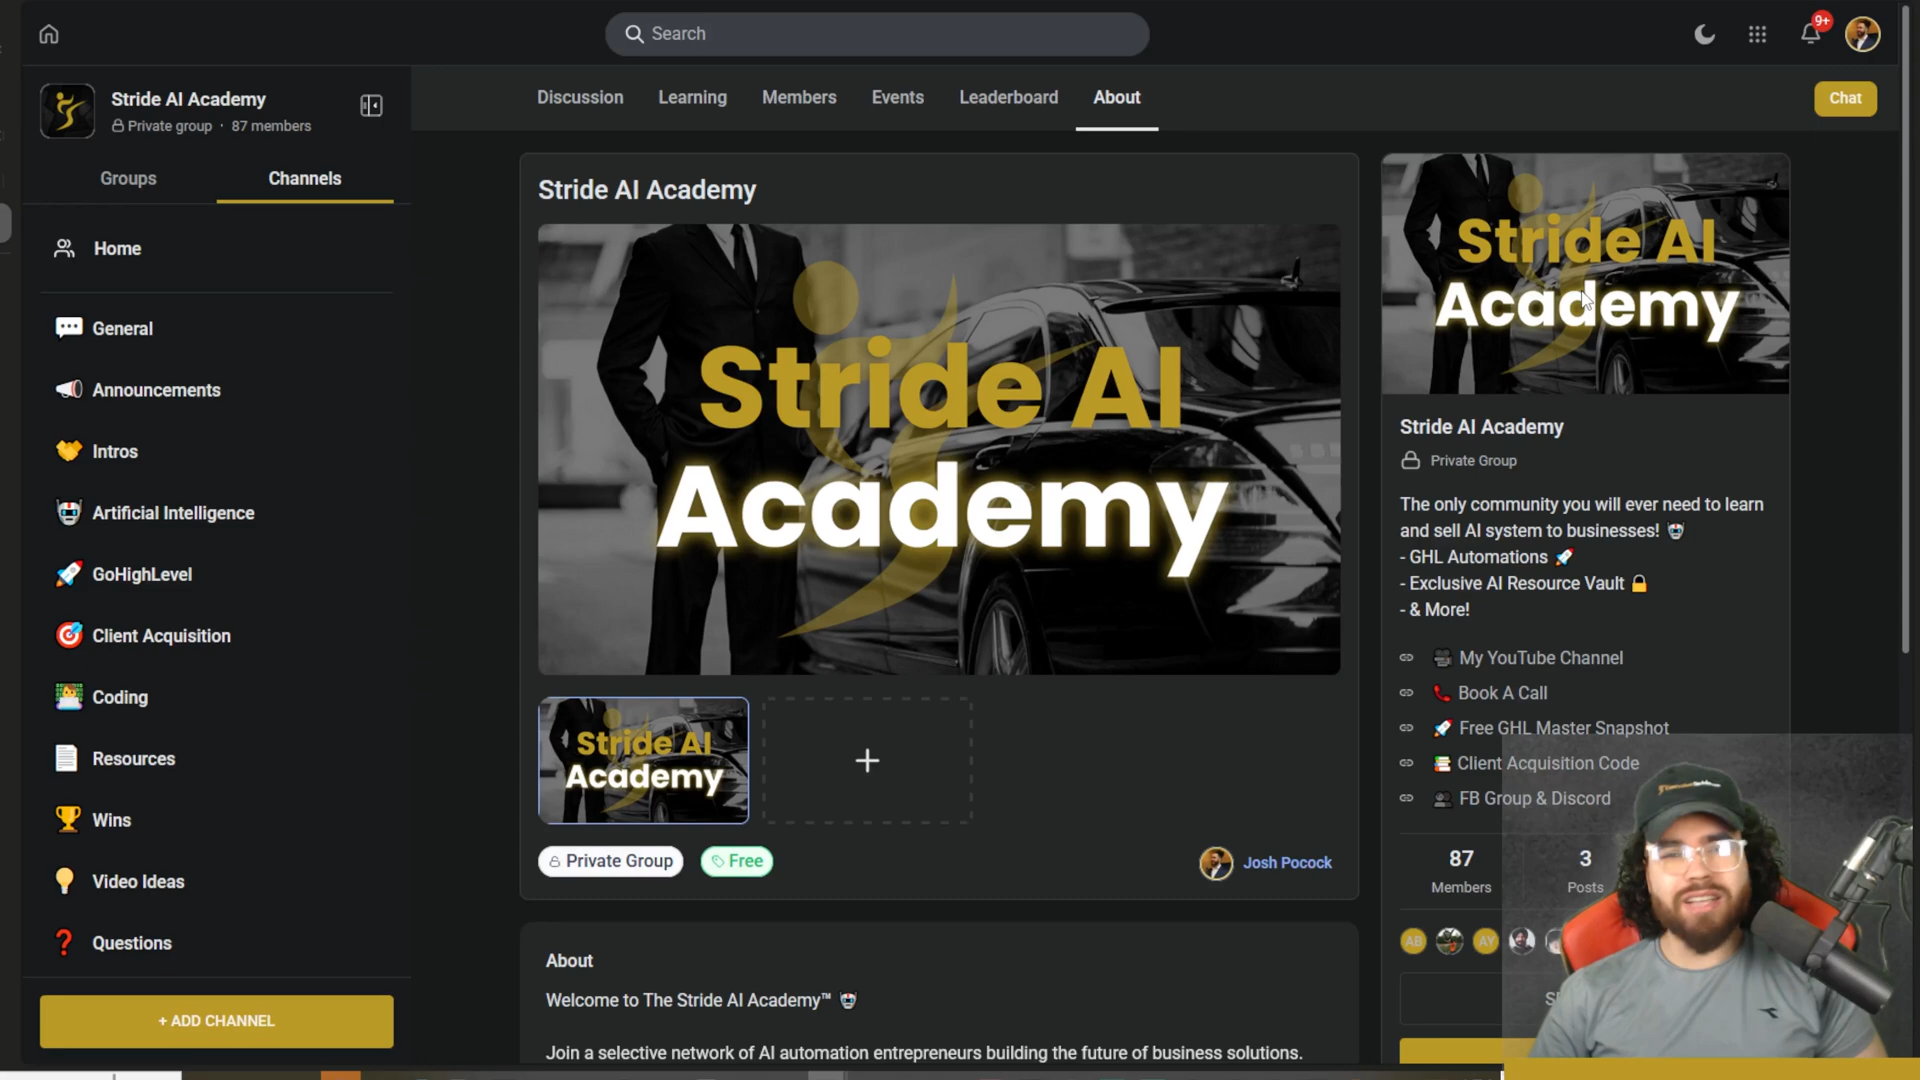 Search
9+
Stride AI Academy
Private group · 87 members
Discussion
Learning
Members
Events
Leaderboard
About
Chat
Groups
Channels
Home
General
Announcements
Intros
Artificial Intelligence
GoHighLevel
Client Acquisition
Coding
Resources
Wins
Video Ideas
Questions
+ ADD CHANNEL
Stride AI Academy
Stride AI
Academy
Stride AI
Academy
+
Private Group
Free
Josh Pocock
About
Welcome to The Stride AI Academy™
Join a selective network of AI automation entrepreneurs building the future of business solutions.
Stride AI
Academy
Stride AI Academy
Private Group
The only community you will ever need to learn
and sell AI system to businesses!
- GHL Automations
- Exclusive AI Resource Vault
- & More!
My YouTube Channel
Book A Call
Free GHL Master Snapshot
Client Acquisition Code
FB Group & Discord
87
Members
3
Posts
AB
AY